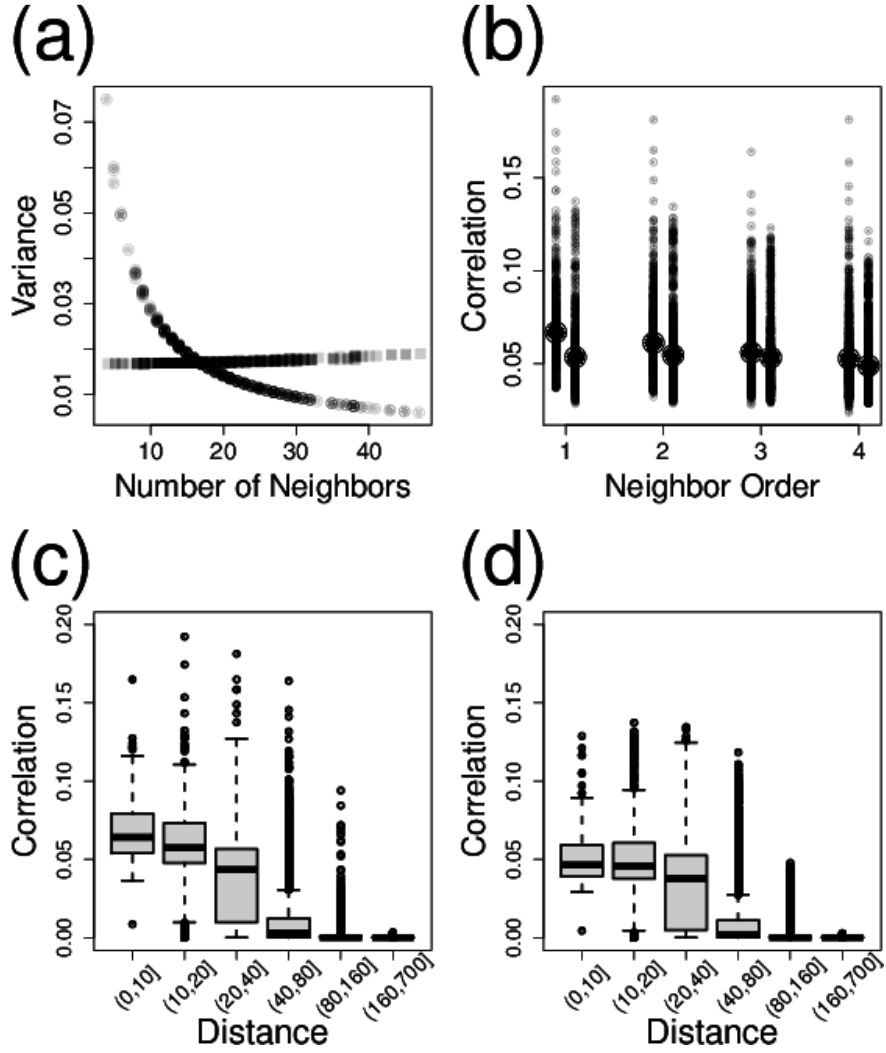 (a)
Variance
0.07
0.05
0.03
0.01
10 20 30 40
Number of Neighbors
(b)
Correlation
0.15
0.10
0.05
1 2 3 4
Neighbor Order
(c)
Correlation
0.20
0.15
0.10
0.05
0.00
(0,10] (10,20] (20,40] (40,80] (80,160] (160,700]
Distance
(d)
Correlation
0.20
0.15
0.10
0.05
0.00
(0,10] (10,20] (20,40] (40,80] (80,160] (160,700]
Distance